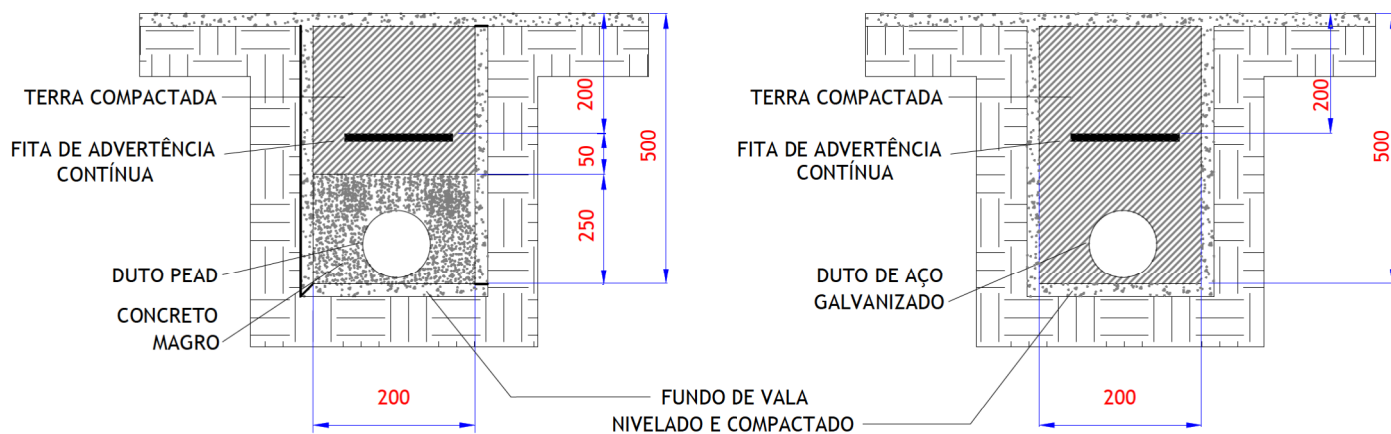 TERRA COMPACTADA
FITA DE ADVERTÊNCIA
CONTÍNUA
DUTO PEAD
CONCRETO
MAGRO
200
50
250
500
200
FUNDO DE VALA
NIVELADO E COMPACTADO
TERRA COMPACTADA
FITA DE ADVERTÊNCIA
CONTÍNUA
DUTO DE AÇO
GALVANIZADO
200
500
200